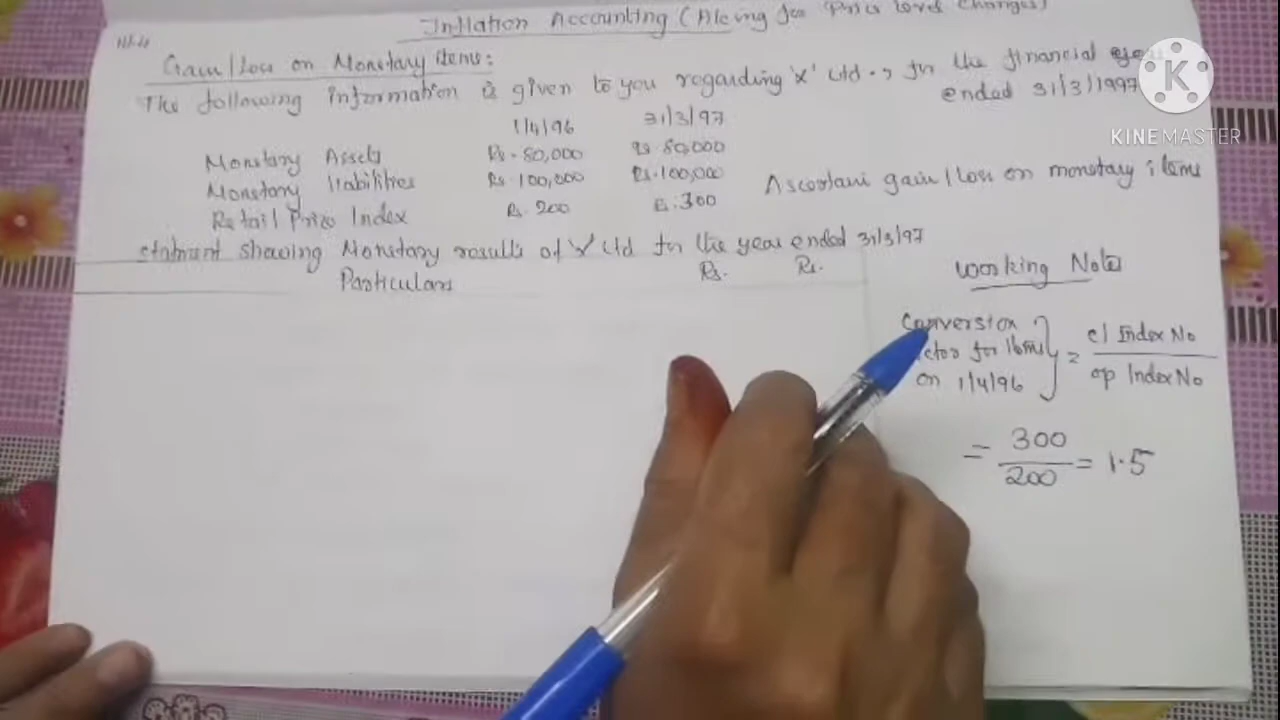 Inflation Accounting (A/cing for Price level changes)
Gain/loss on Monetary items:
The following information is given to you regarding 'X' Ltd., for the financial year
ended 31/3/1997
1/4/96 31/3/97
Monetary Assets Rs. 80,000 Rs. 80,000
Monetary liabilities Rs. 100,000 Rs. 100,000
Retail Price Index Rs. 200 Rs. 300
Ascertain gain/loss on monetary items
Statment showing Monetary results of 'X' Ltd for the year ended 31/3/97
Particulars Rs. Rs.
Working Note
Conversion
ctor for items
on 1/4/96
= cl Index No
op Index No
= 300
200 = 1.5
K
KINEMASTER